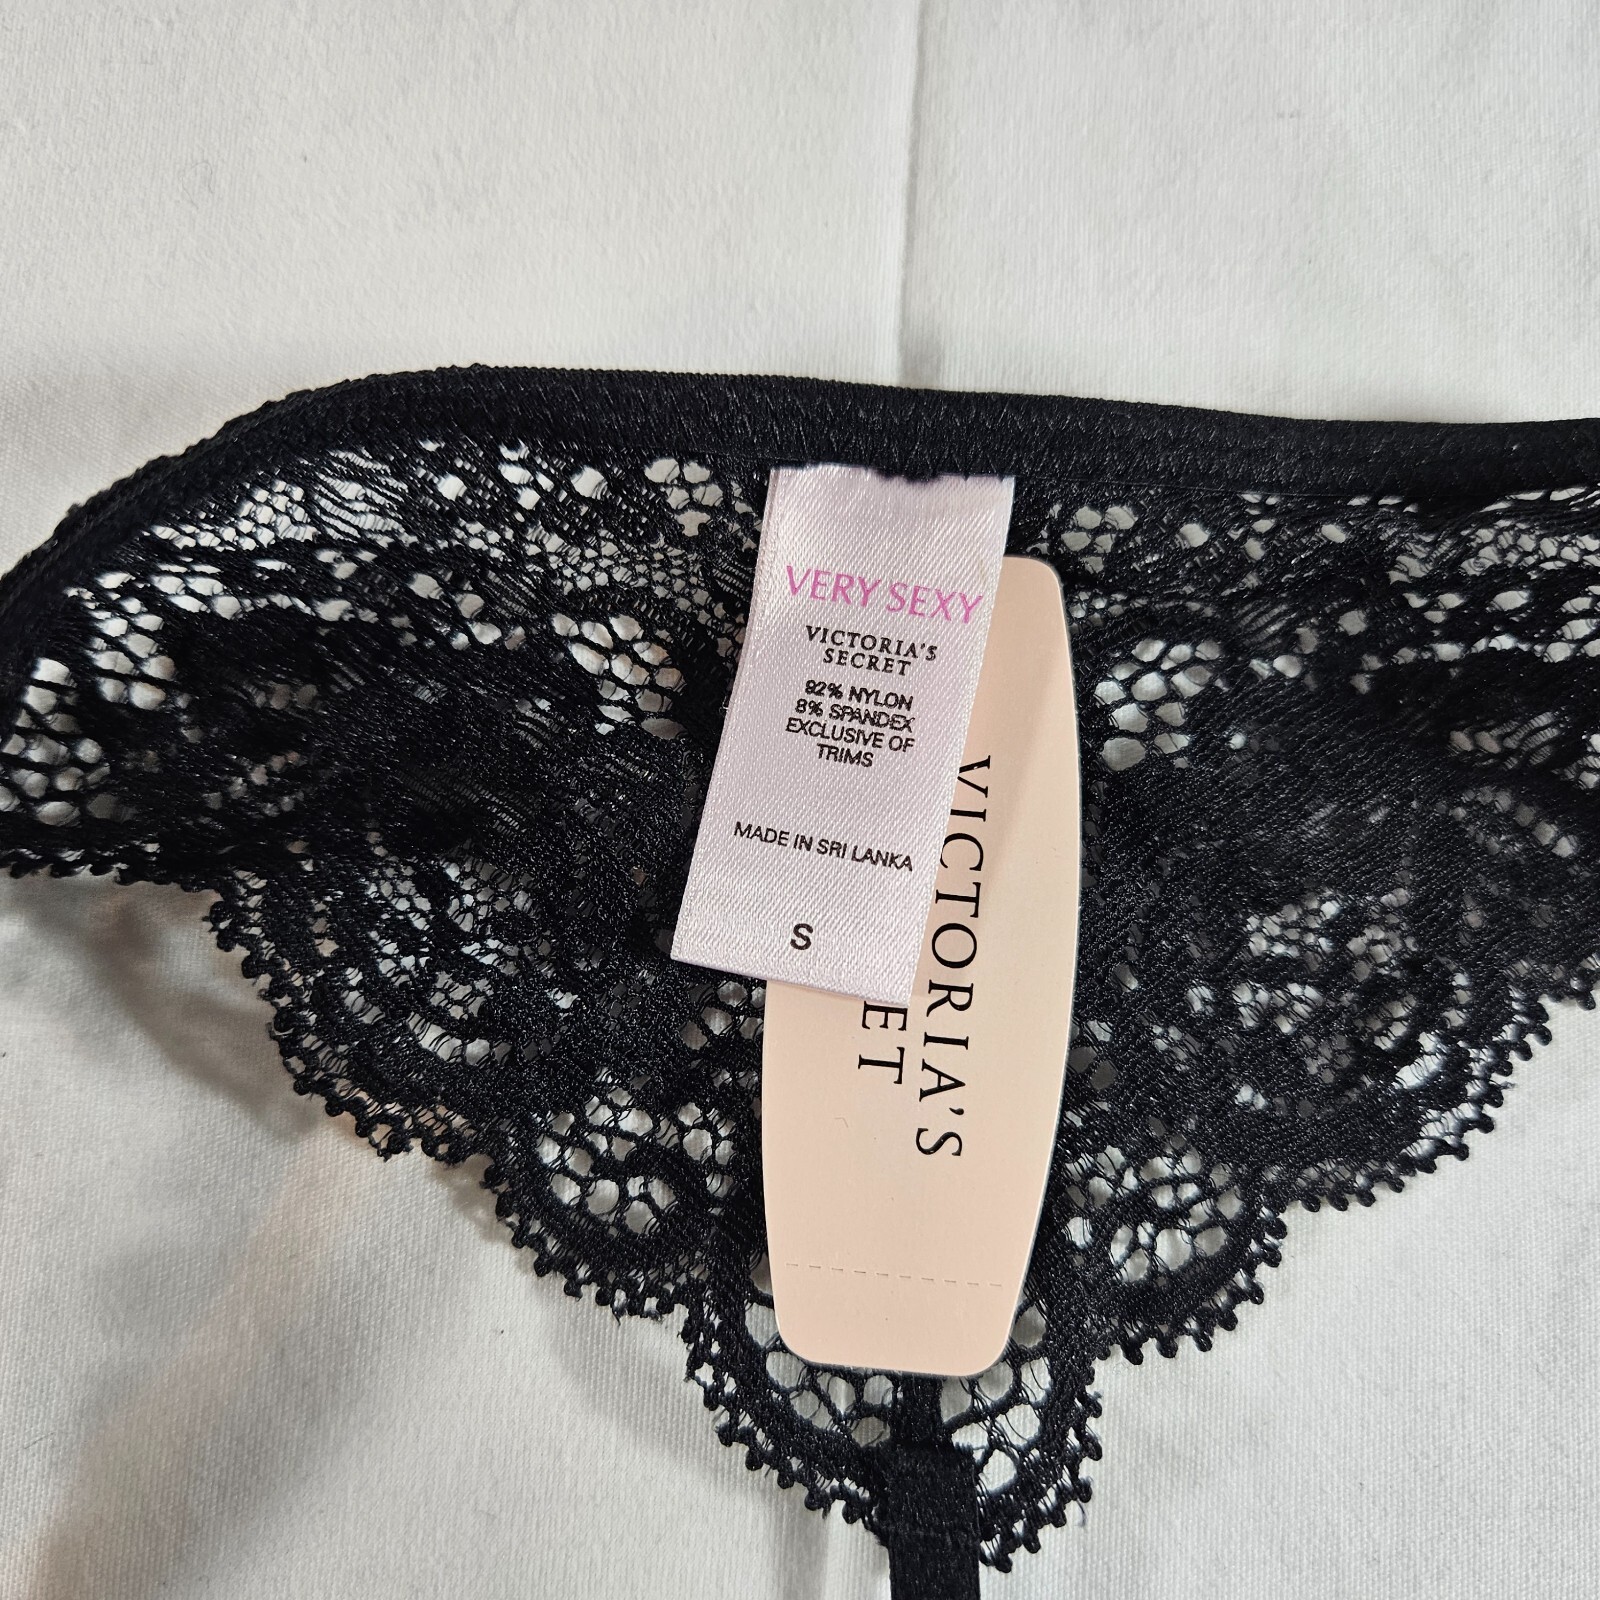 VERY SEXY
VICTORIA'S
SECRET
92% NYLON
8% SPANDEX
EXCLUSIVE OF
TRIMS
MADE IN SRI LANKA
S
VICTORIA'S
ET